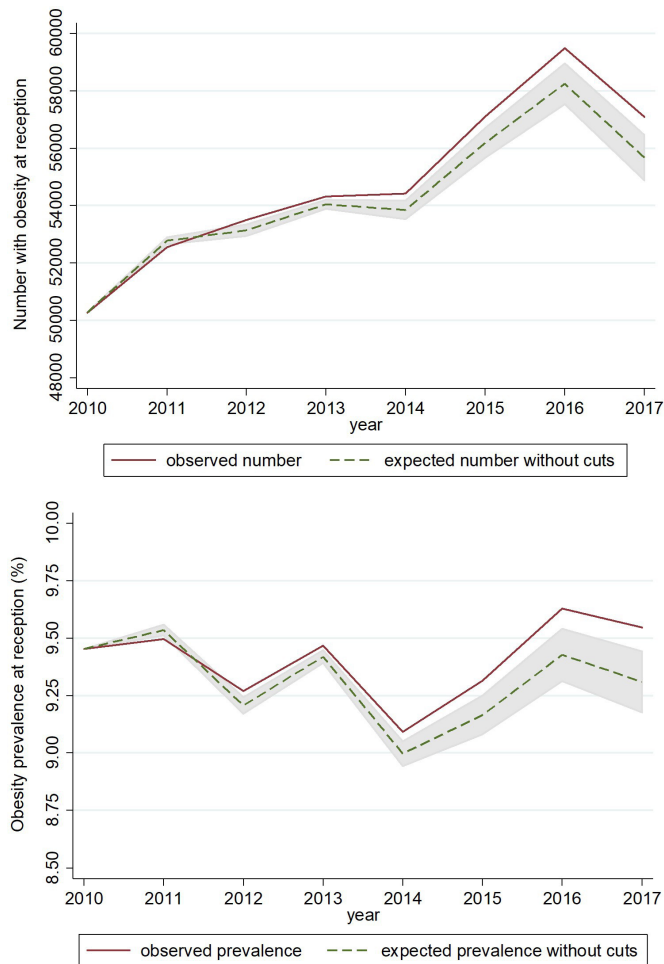 Number with obesity at reception
60000
58000
56000
54000
52000
50000
48000
2010 2011 2012 2013 2014 2015 2016 2017
year
observed number expected number without cuts
Obesity prevalence at reception (%)
10.00
9.75
9.50
9.25
9.00
8.75
8.50
2010 2011 2012 2013 2014 2015 2016 2017
year
observed prevalence expected prevalence without cuts